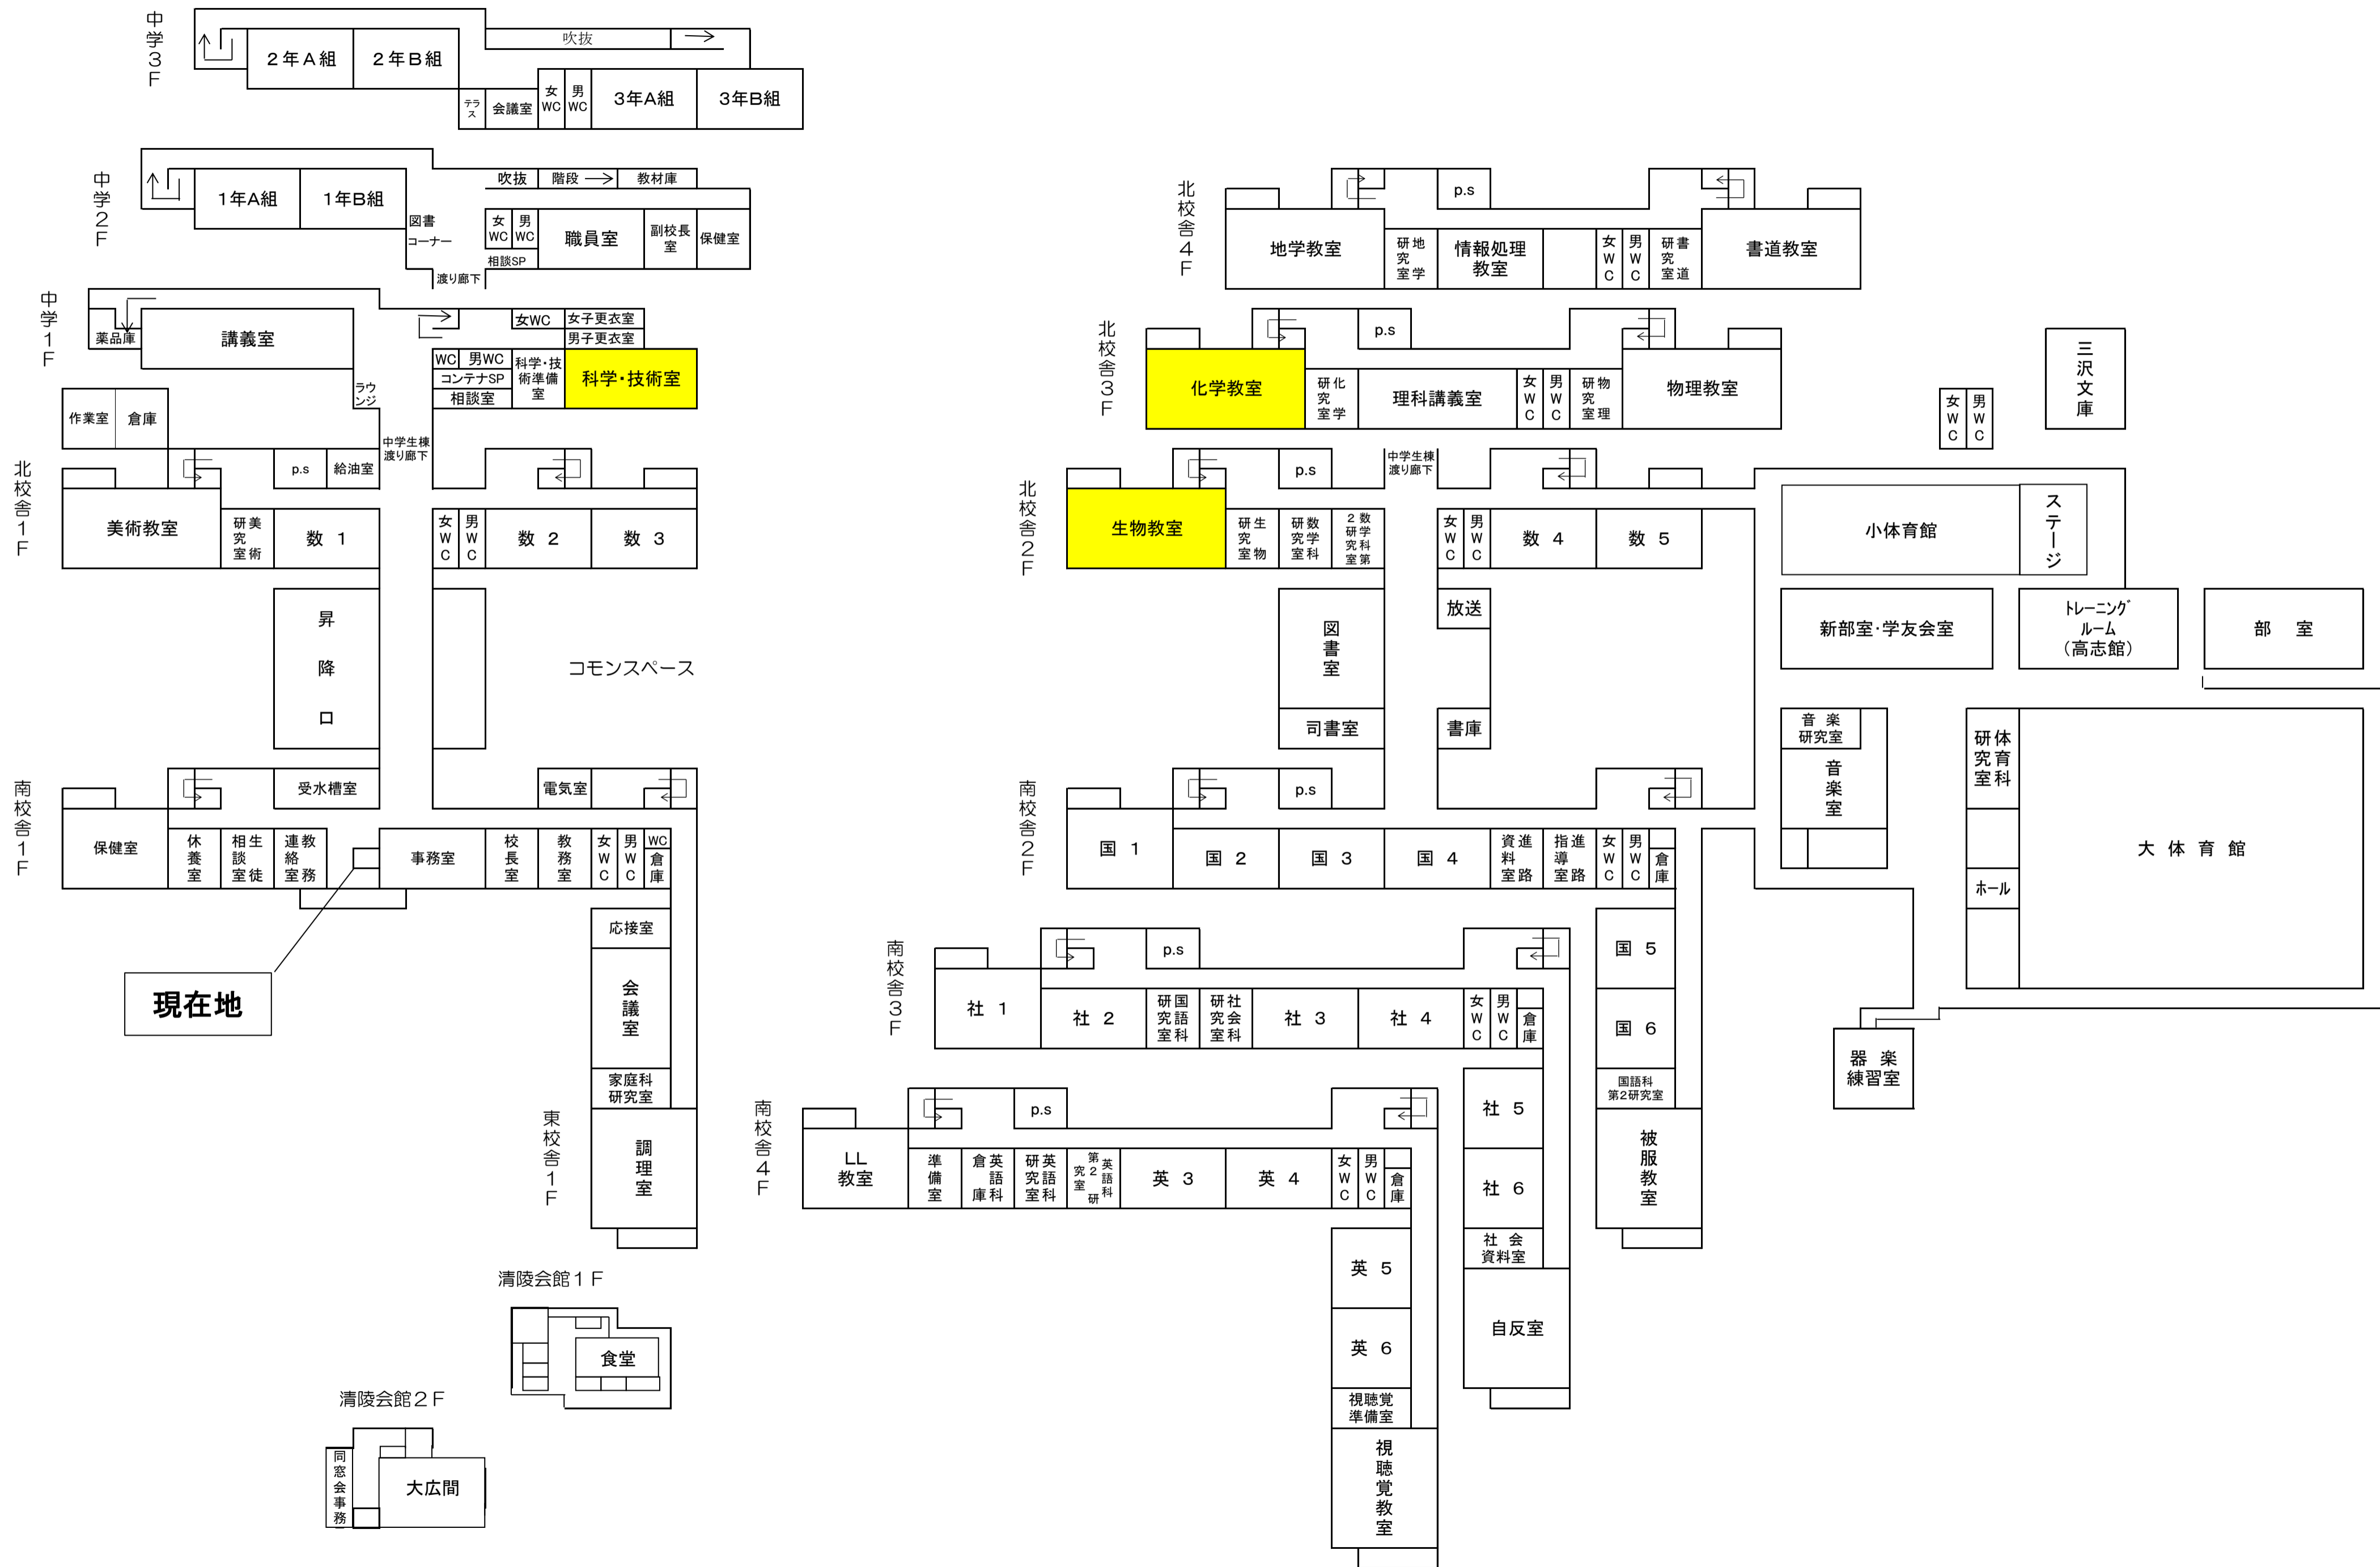 中学3F
2年A組
2年B組
吹抜
テラス
会議室
女WC
男WC
3年A組
3年B組
中学2F
1年A組
1年B組
図書
コーナー
吹抜
階段
教材庫
女WC
男WC
相談SP
職員室
副校長室
保健室
渡り廊下
中学1F
薬品庫
講義室
ラウンジ
女WC
女子更衣室
男子更衣室
WC
男WC
コンテナSP
相談室
科学・技術準備室
科学・技術室
作業室
倉庫
中学生棟
渡り廊下
北校舎1F
p.s
給油室
美術教室
美術研究室
数 1
女WC
男WC
数 2
数 3
昇降口
コモンスペース
南校舎1F
受水槽室
電気室
保健室
休養室
生徒相談室
教務連絡室
事務室
校長室
教務室
女WC
男WC
WC
倉庫
現在地
応接室
会議室
家庭科
研究室
調理室
東校舎1F
清陵会館1F
食堂
清陵会館2F
同窓会事務
大広間
北校舎4F
p.s
地学教室
地学研究室
情報処理
教室
女WC
男WC
書道研究室
書道教室
北校舎3F
p.s
化学教室
化学研究室
理科講義室
女WC
男WC
物理研究室
物理教室
三沢文庫
女WC
男WC
北校舎2F
p.s
中学生棟
渡り廊下
生物教室
生物研究室
数学科研究室
数学科第2研究室
女WC
男WC
数 4
数 5
小体育館
ステージ
図書室
司書室
放送
書庫
新部室・学友会室
トレーニング
ルーム
(高志館)
部 室
音楽
研究室
音楽室
体育科研究室
ホール
大体育館
器楽
練習室
南校舎2F
p.s
国 1
国 2
国 3
国 4
進路資料室
進路指導室
女WC
男WC
倉庫
国 5
国 6
国語科
第2研究室
被服教室
南校舎3F
p.s
社 1
社 2
国語科研究室
社会科研究室
社 3
社 4
女WC
男WC
倉庫
社 5
社 6
社会
資料室
自反室
南校舎4F
p.s
LL
教室
準備室
英語科倉庫
英語科研究室
英語科第2研究室
英 3
英 4
女WC
男WC
倉庫
英 5
英 6
視聴覚
準備室
視聴覚教室